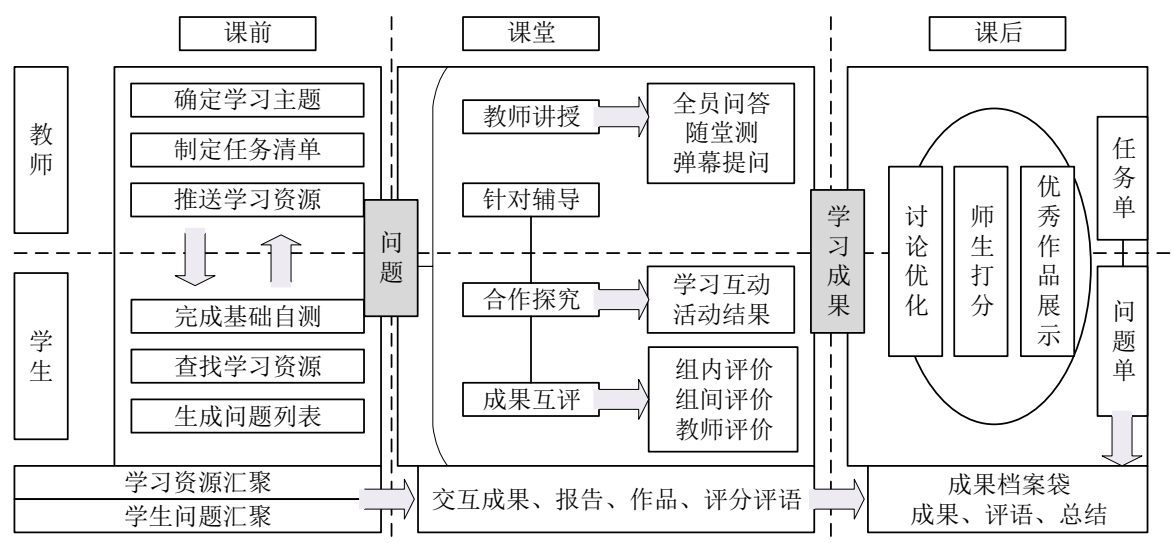 课前
课堂
课后
教师
确定学习主题
制定任务清单
推送学习资源
学生
完成基础自测
查找学习资源
生成问题列表
学习资源汇聚
学生问题汇聚
问题
教师讲授
全员问答
随堂测
弹幕提问
针对辅导
合作探究
学习互动
活动结果
成果互评
组内评价
组间评价
教师评价
交互成果、报告、作品、评分评语
学习成果
讨论优化
师生打分
优秀作品展示
任务单
问题单
成果档案袋
成果、评语、总结